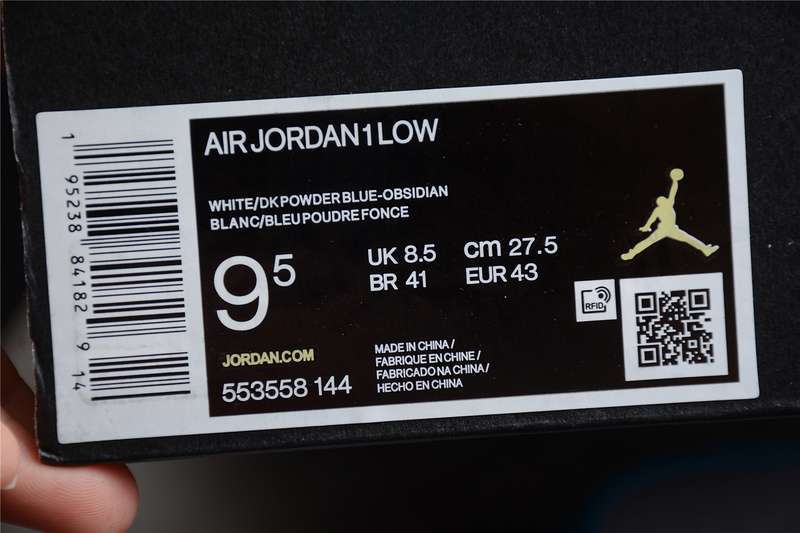 AIR JORDAN 1 LOW
WHITE/DK POWDER BLUE-OBSIDIAN
BLANC/BLEU POUDRE FONCE
9 5
UK 8.5 cm 27.5
BR 41 EUR 43
RFID
JORDAN.COM
553558 144
MADE IN CHINA /
FABRIQUE EN CHINE /
FABRICADO NA CHINA /
HECHO EN CHINA
1 95238 84182 9 14